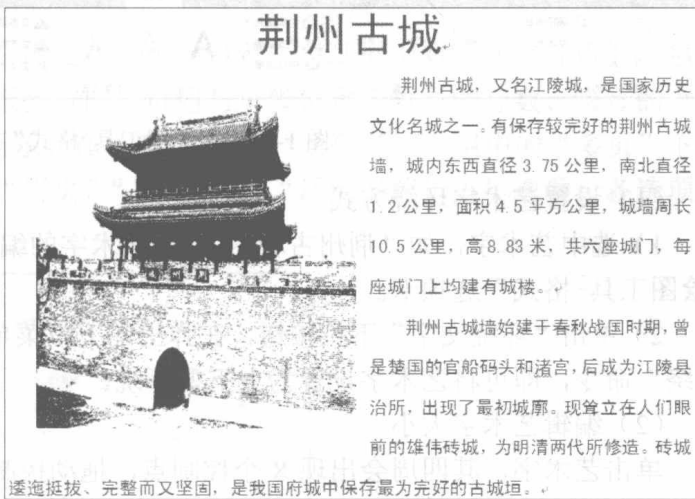 荆州古城
荆州古城，又名江陵城，是国家历史
文化名城之一。有保存较完好的荆州古城
墙，城内东西直径 3.75 公里，南北直径
1.2公里，面积 4.5 平方公里，城墙周长
10.5 公里，高 8.83 米，共六座城门，每
座城门上均建有城楼。
荆州古城墙始建于春秋战国时期，曾
是楚国的官船码头和渚宫，后成为江陵县
治所，出现了最初城廓。现耸立在人们眼
前的雄伟砖城，为明清两代所修造。砖城
逶迤挺拔、完整而又坚固，是我国府城中保存最为完好的古城垣。